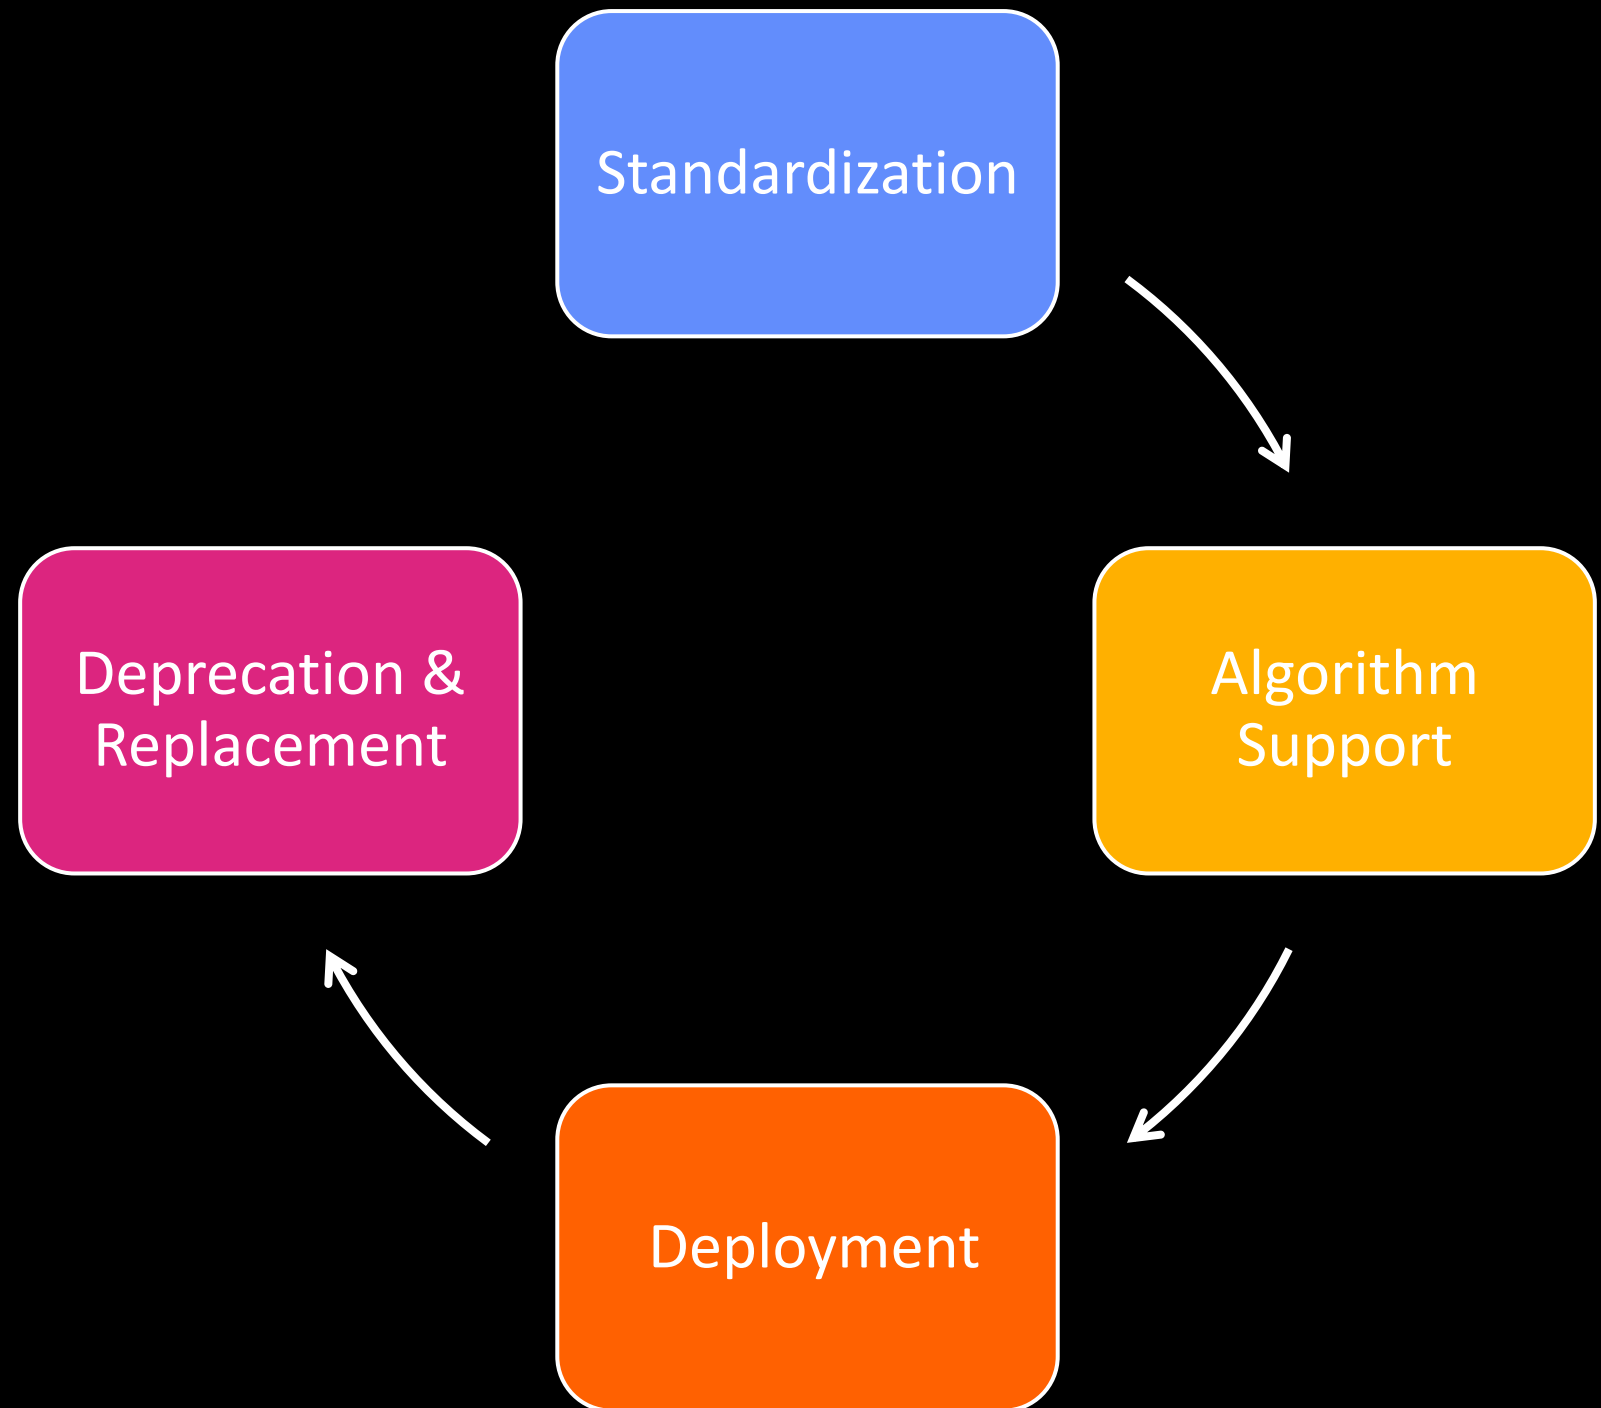 Standardization
Deprecation &
Replacement
Algorithm
Support
Deployment